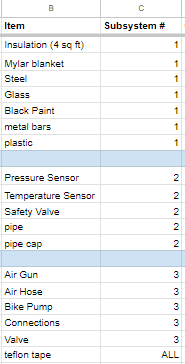 B C
Item Subsystem #
Insulation (4 sq ft) 1
Mylar blanket 1
Steel 1
Glass 1
Black Paint 1
metal bars 1
plastic 1
Pressure Sensor 2
Temperature Sensor 2
Safety Valve 2
pipe 2
pipe cap 2
Air Gun 3
Air Hose 3
Bike Pump 3
Connections 3
Valve 3
teflon tape ALL